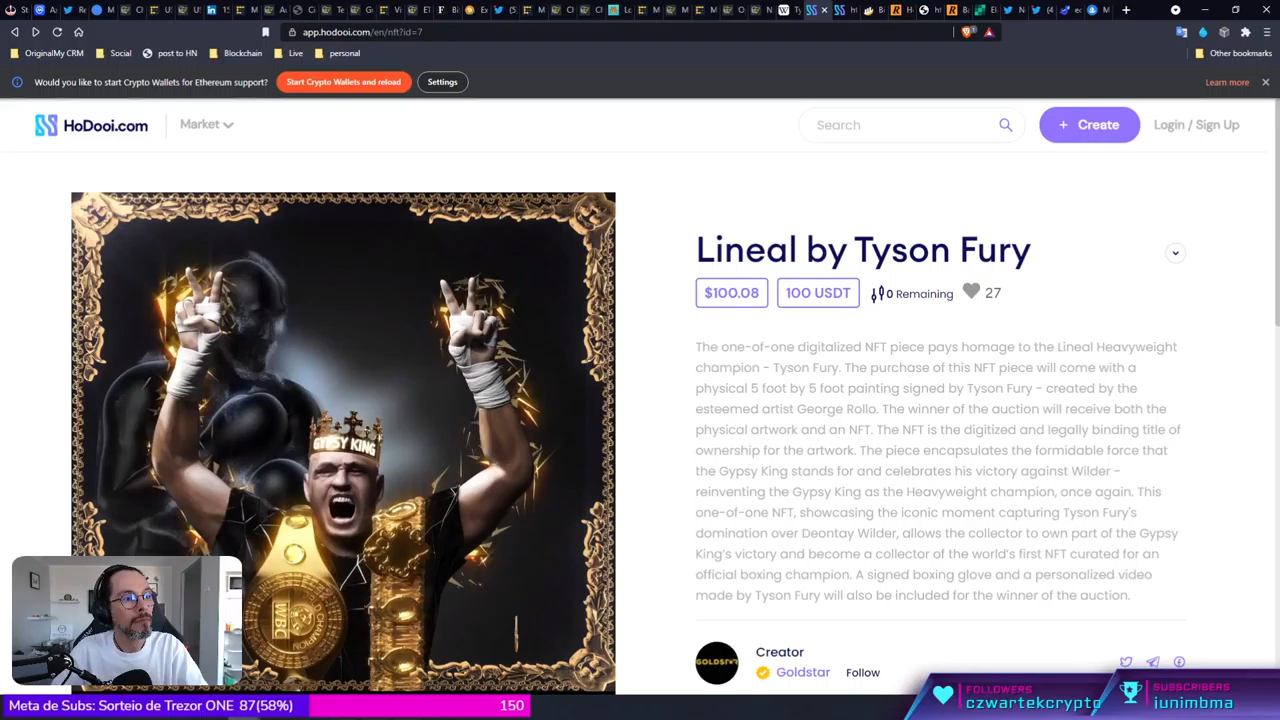 app.hodooi.com/en/nft?id=7
OriginalMy CRM
Social
post to HN
Blockchain
Live
personal
Other bookmarks
Would you like to start Crypto Wallets for Ethereum support?
Start Crypto Wallets and reload
Settings
Learn more
HoDooi.com
Market
Search
+ Create
Login / Sign Up
Lineal by Tyson Fury
$100.08
100 USDT
0 Remaining
27
The one-of-one digitalized NFT piece pays homage to the Lineal Heavyweight
champion - Tyson Fury. The purchase of this NFT piece will come with a
physical 5 foot by 5 foot painting signed by Tyson Fury - created by the
esteemed artist George Rollo. The winner of the auction will receive both the
physical artwork and an NFT. The NFT is the digitized and legally binding title of
ownership for the artwork. The piece encapsulates the formidable force that
the Gypsy King stands for and celebrates his victory against Wilder -
reinventing the Gypsy King as the Heavyweight champion, once again. This
one-of-one NFT, showcasing the iconic moment capturing Tyson Fury's
domination over Deontay Wilder, allows the collector to own part of the Gypsy
King's victory and become a collector of the world's first NFT curated for an
official boxing champion. A signed boxing glove and a personalized video
made by Tyson Fury will also be included for the winner of the auction.
GYPSY KING
WBC
CHAMPION
GOLDSTAR
Creator
Goldstar
Follow
Meta de Subs: Sorteio de Trezor ONE 87(58%)
150
FOLLOWERS
czwartekcrypto
SUBSCRIBERS
junimbma